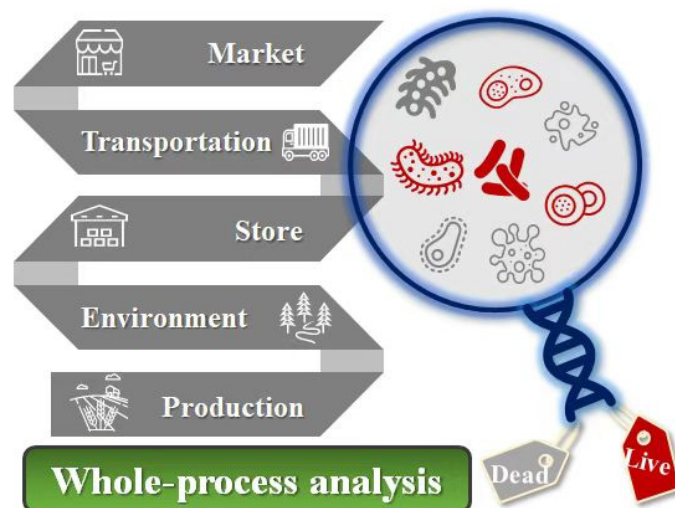 Market
Transportation
Store
Environment
Production
Whole-process analysis
Dead
Live